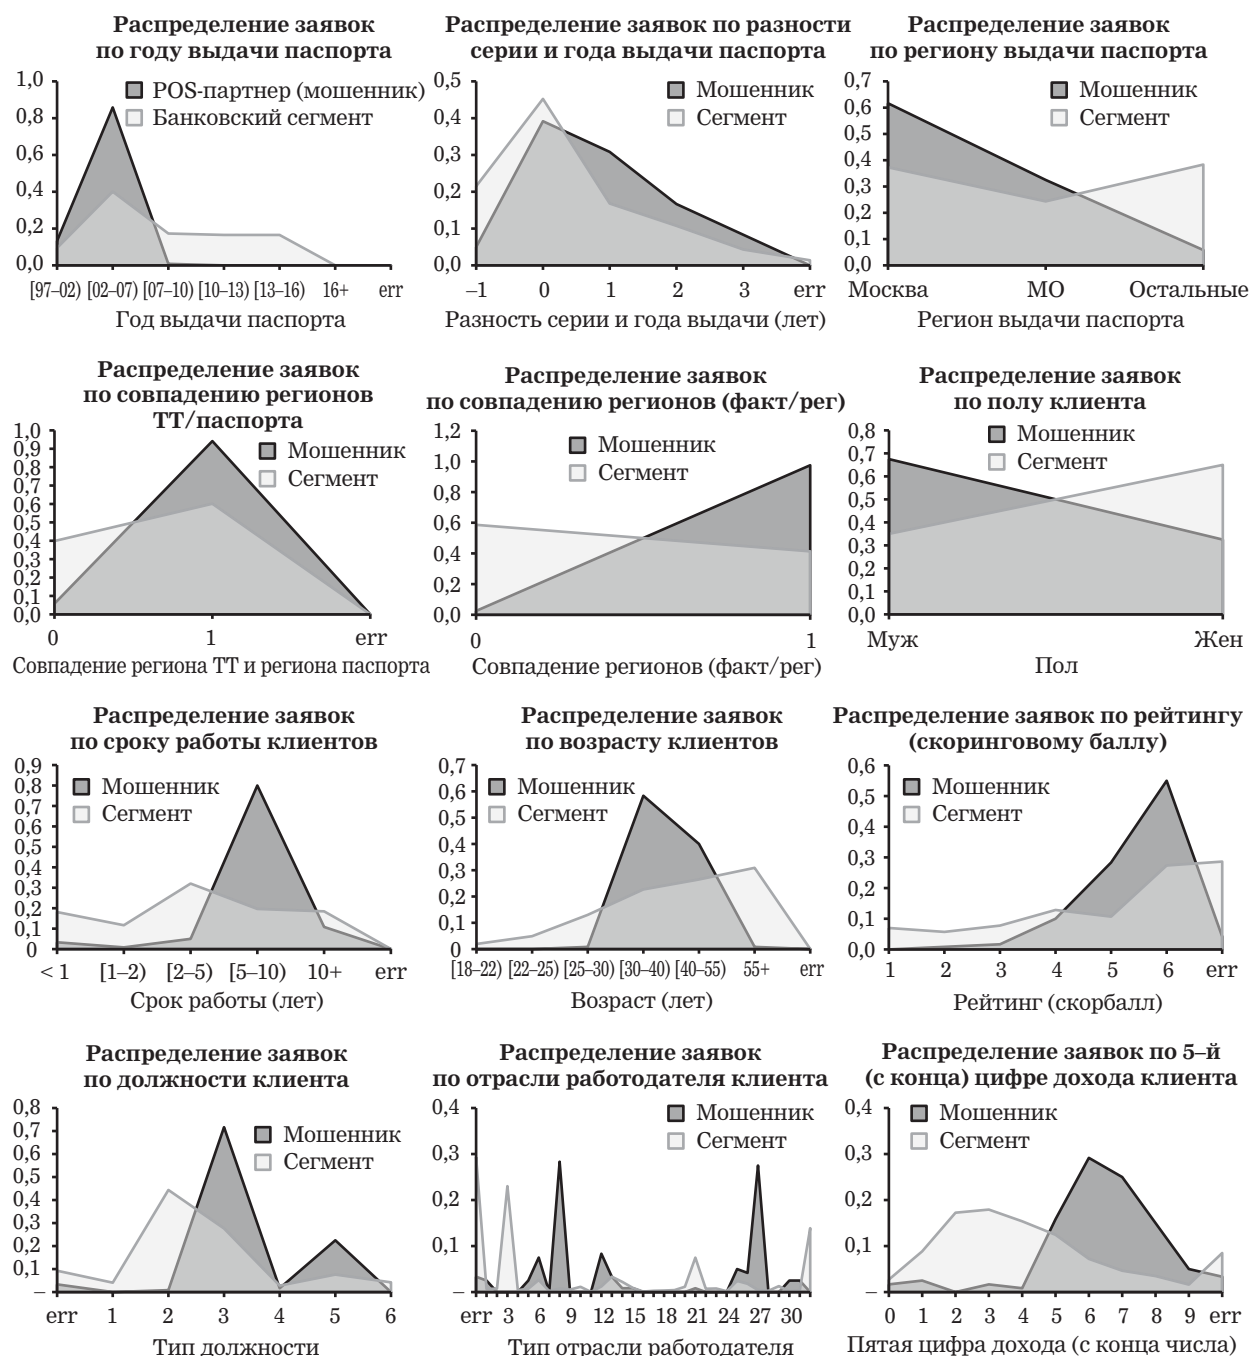 Распределение заявок
по году выдачи паспорта
1,0
0,8
0,6
0,4
0,2
0,0
POS-партнер (мошенник)
Банковский сегмент
[97–02) [02–07) [07–10) [10–13) [13–16) 16+ err
Год выдачи паспорта
Распределение заявок по разности
серии и года выдачи паспорта
0,5
0,4
0,3
0,2
0,1
0,0
Мошенник
Сегмент
–1 0 1 2 3 err
Разность серии и года выдачи (лет)
Распределение заявок
по региону выдачи паспорта
0,7
0,6
0,5
0,4
0,3
0,2
0,1
0,0
Мошенник
Сегмент
Москва МО Остальные
Регион выдачи паспорта
Распределение заявок
по совпадению регионов
ТТ/паспорта
1,0
0,9
0,8
0,7
0,6
0,5
0,4
0,3
0,2
0,1
0,0
Мошенник
Сегмент
0 1 err
Совпадение региона ТТ и региона паспорта
Распределение заявок
по совпадению регионов (факт/рег)
1,2
1,0
0,8
0,6
0,4
0,2
0,0
Мошенник
Сегмент
0 1
Совпадение регионов (факт/рег)
Распределение заявок
по полу клиента
0,8
0,7
0,6
0,5
0,4
0,3
0,2
0,1
0,0
Мошенник
Сегмент
Муж Жен
Пол
Распределение заявок
по сроку работы клиентов
0,9
0,8
0,7
0,6
0,5
0,4
0,3
0,2
0,1
0
Мошенник
Сегмент
< 1 [1–2) [2–5) [5–10) 10+ err
Срок работы (лет)
Распределение заявок
по возрасту клиентов
0,7
0,6
0,5
0,4
0,3
0,2
0,1
0
Мошенник
Сегмент
[18–22) [22–25) [25–30) [30–40) [40–55) 55+ err
Возраст (лет)
Распределение заявок по рейтингу
(скоринговому баллу)
0,6
0,5
0,4
0,3
0,2
0,1
0,0
Мошенник
Сегмент
1 2 3 4 5 6 err
Рейтинг (скорбалл)
Распределение заявок
по должности клиента
0,8
0,7
0,6
0,5
0,4
0,3
0,2
0,1
–
Мошенник
Сегмент
err 1 2 3 4 5 6
Тип должности
Распределение заявок
по отрасли работодателя клиента
0,4
0,3
0,2
0,1
–
Мошенник
Сегмент
err 3 6 9 12 15 18 21 24 27 30
Тип отрасли работодателя
Распределение заявок по 5–й
(с конца) цифре дохода клиента
0,4
0,3
0,2
0,1
–
Мошенник
Сегмент
0 1 2 3 4 5 6 7 8 9 err
Пятая цифра дохода (с конца числа)